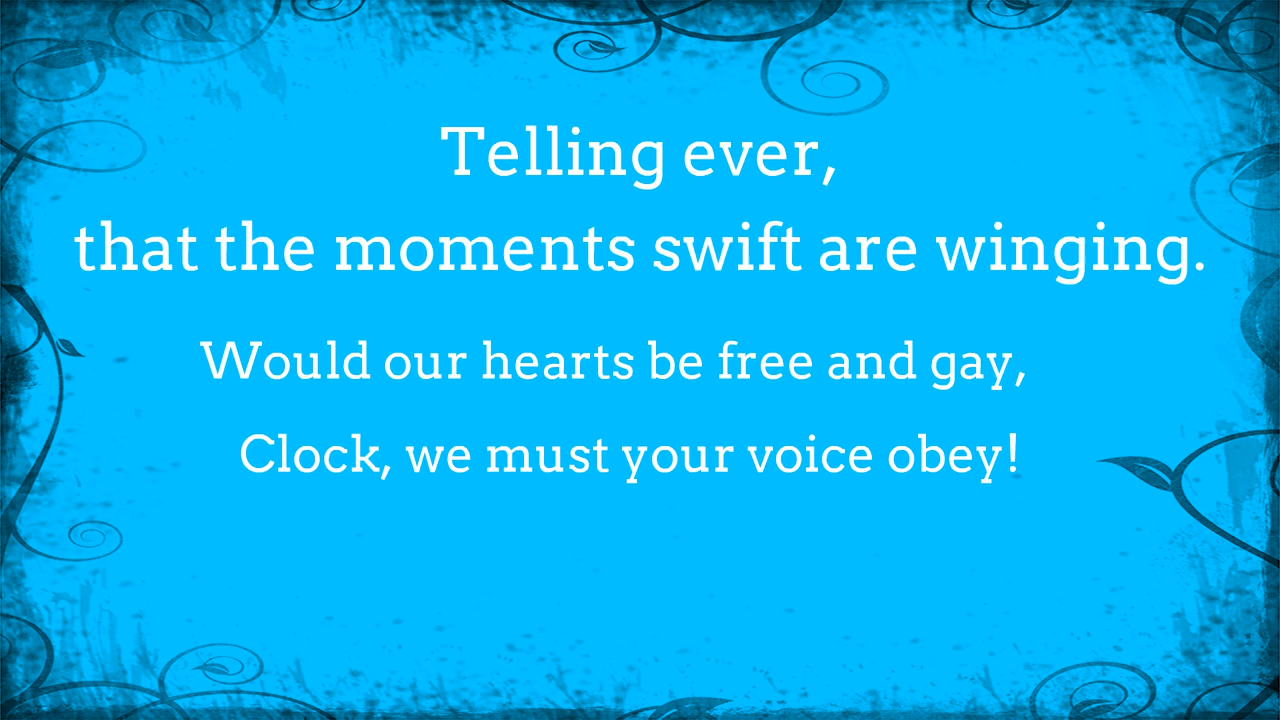 Telling ever,
that the moments swift are winging.
Would our hearts be free and gay,
Clock, we must your voice obey!